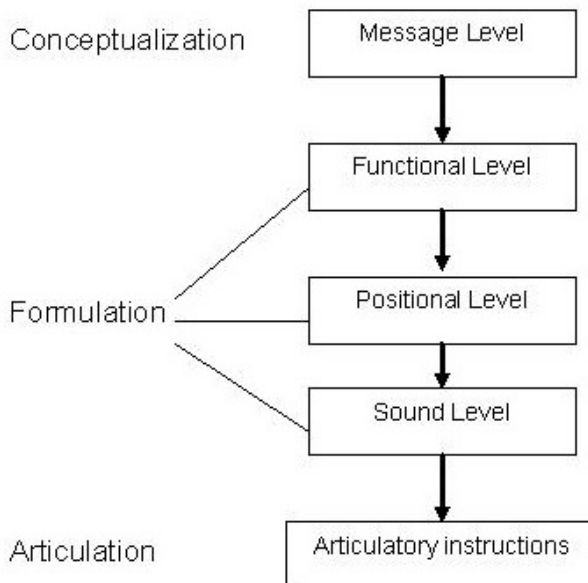 Conceptualization
Message Level
Functional Level
Formulation
Positional Level
Sound Level
Articulation
Articulatory instructions